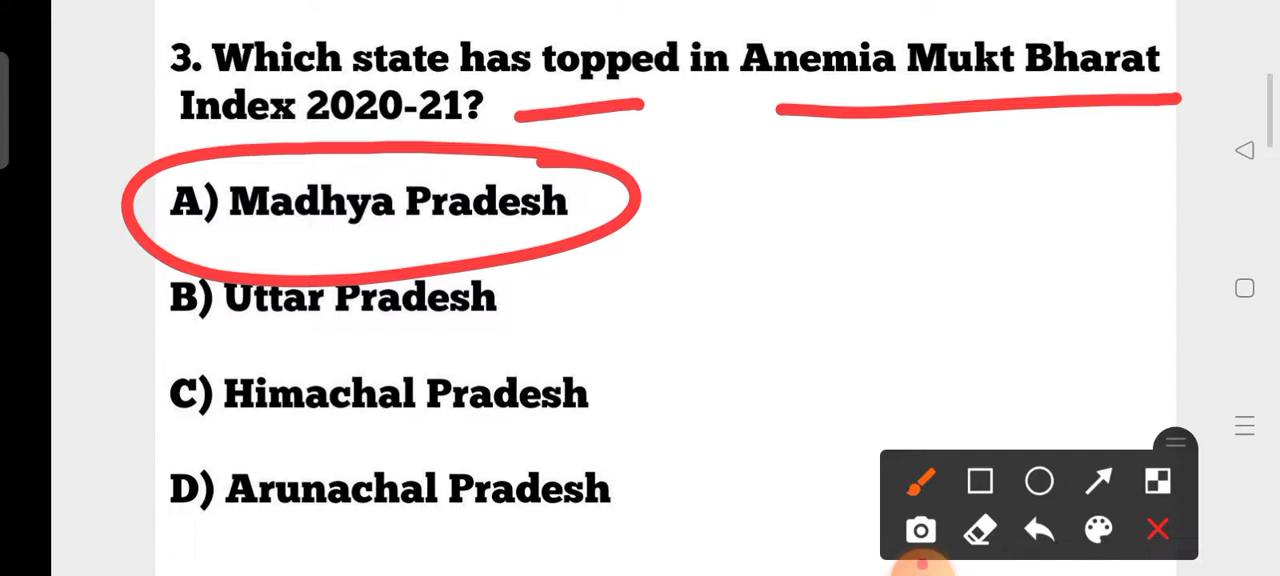 3. Which state has topped in Anemia Mukt Bharat
Index 2020-21?
A) Madhya Pradesh
B) Uttar Pradesh
C) Himachal Pradesh
D) Arunachal Pradesh